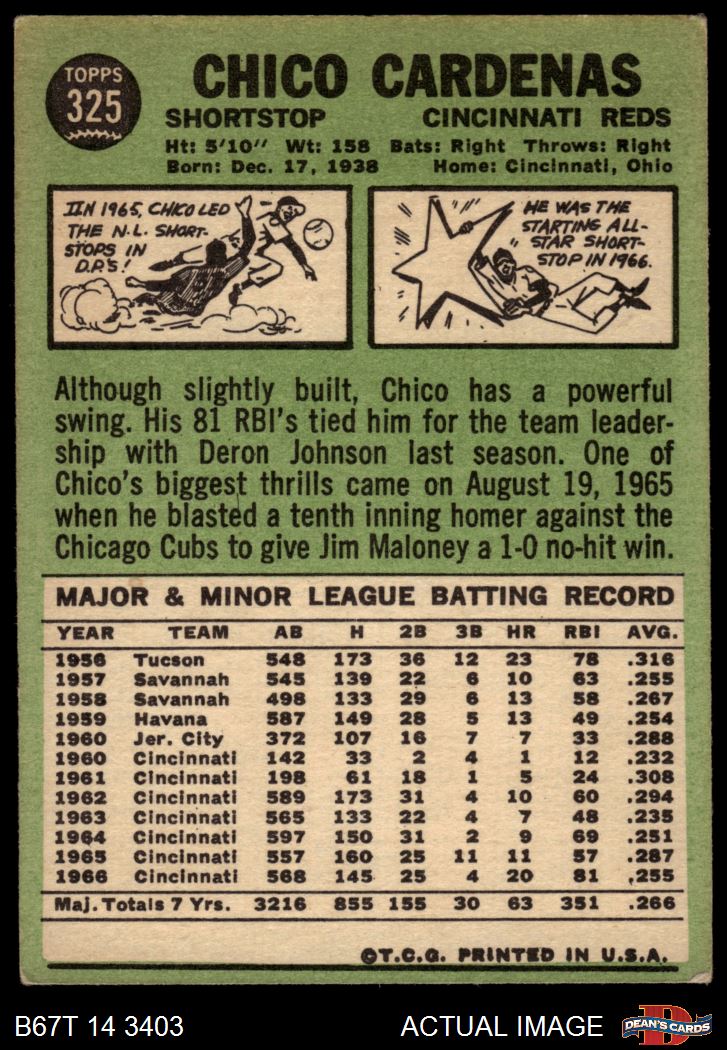 TOPPS
325
CHICO CARDENAS
SHORTSTOP CINCINNATI REDS
Ht: 5'10" Wt: 158 Bats: Right Throws: Right
Born: Dec. 17, 1938 Home: Cincinnati, Ohio
IN 1965, CHICO LED
THE N.L. SHORT-
STOPS IN
D.P.'S!
HE WAS THE
STARTING ALL-
STAR SHORT-
STOP IN 1966.
Although slightly built, Chico has a powerful
swing. His 81 RBI's tied him for the team leader-
ship with Deron Johnson last season. One of
Chico's biggest thrills came on August 19, 1965
when he blasted a tenth inning homer against the
Chicago Cubs to give Jim Maloney a 1-0 no-hit win.
MAJOR & MINOR LEAGUE BATTING RECORD
YEAR TEAM AB H 2B 3B HR RBI AVG.
1956 Tucson 548 173 36 12 23 78 .316
1957 Savannah 545 139 22 6 10 63 .255
1958 Savannah 498 133 29 6 13 58 .267
1959 Havana 587 149 28 5 13 49 .254
1960 Jer. City 372 107 16 7 7 33 .288
1960 Cincinnati 142 33 2 4 1 12 .232
1961 Cincinnati 198 61 18 1 5 24 .308
1962 Cincinnati 589 173 31 4 10 60 .294
1963 Cincinnati 565 133 22 4 7 48 .235
1964 Cincinnati 597 150 31 2 9 69 .251
1965 Cincinnati 557 160 25 11 11 57 .287
1966 Cincinnati 568 145 25 4 20 81 .255
Maj. Totals 7 Yrs. 3216 855 155 30 63 351 .266
©T.C.G. PRINTED IN U.S.A.
B67T 14 3403 ACTUAL IMAGE
D
DEAN'S CARDS